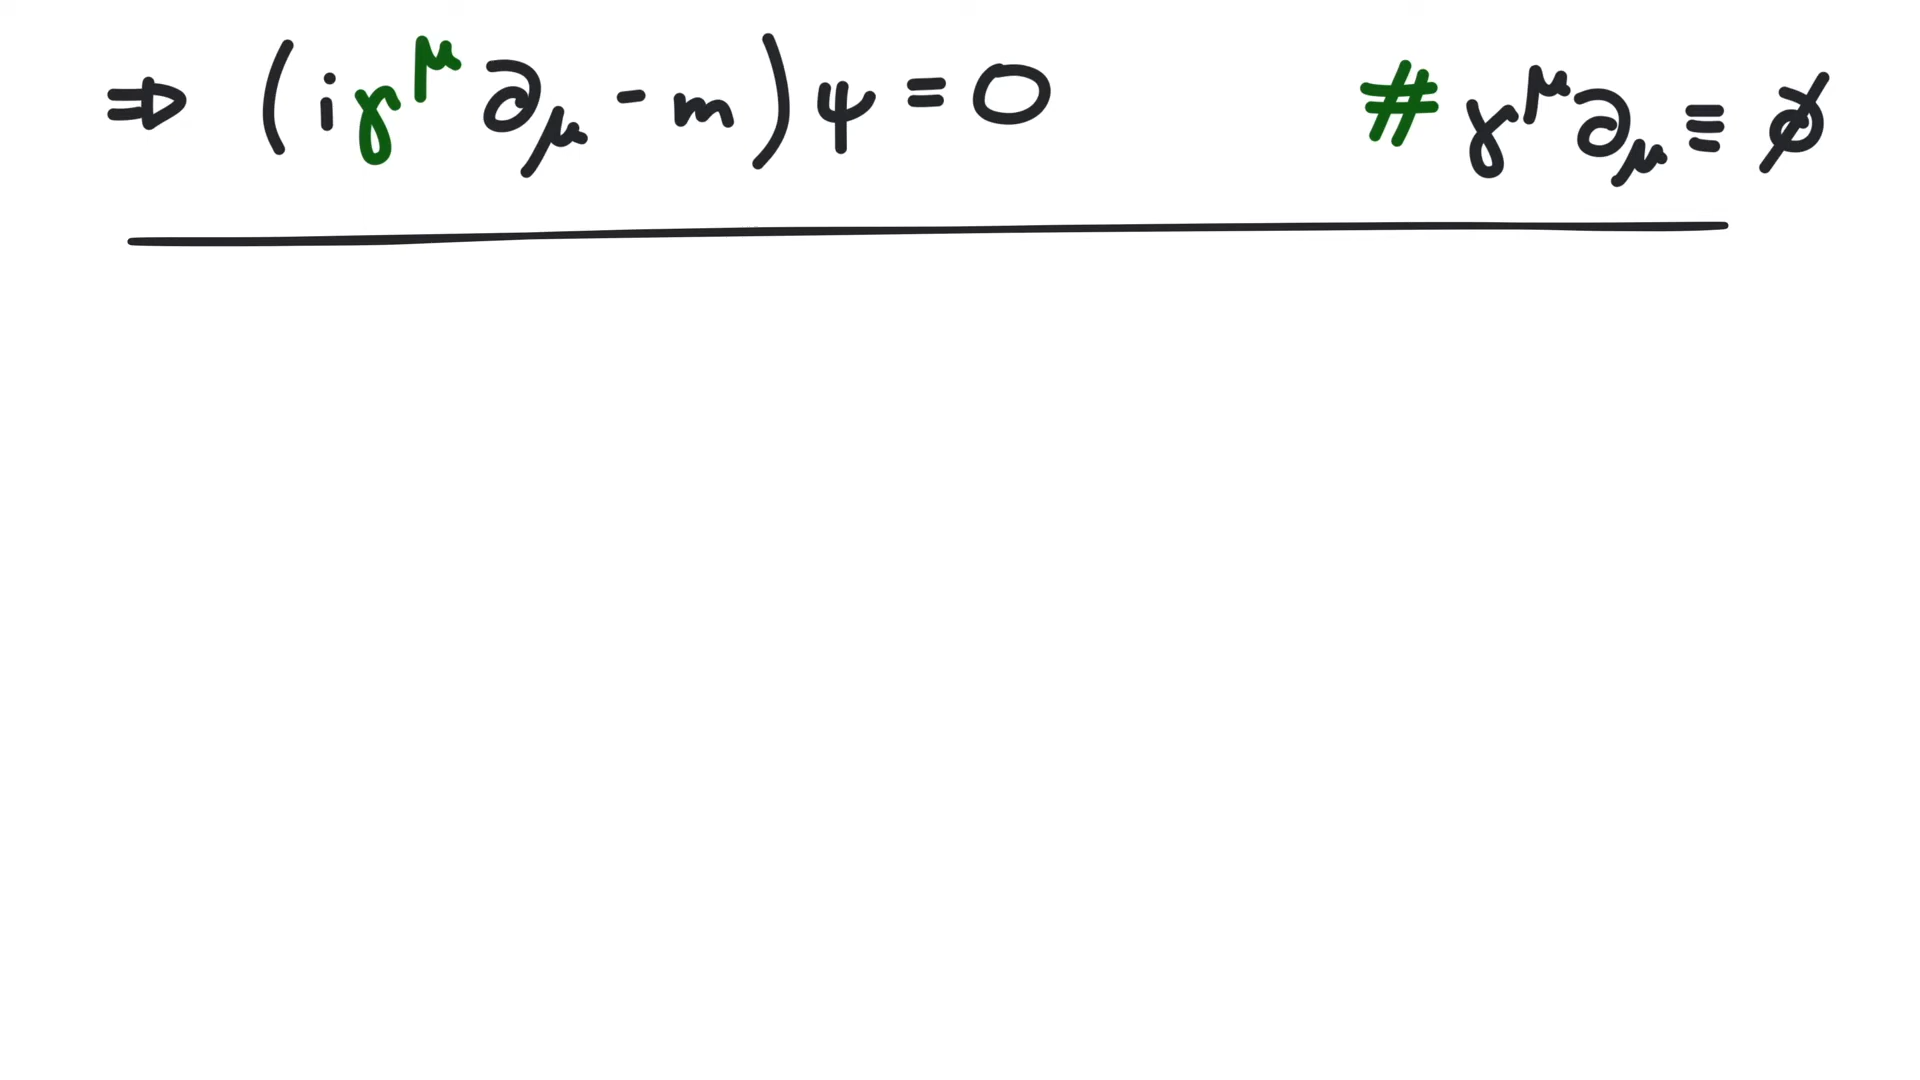 ⇒ (iγ^μ ∂_μ - m)ψ = 0 # γ^μ ∂_μ ≡ ∂̸